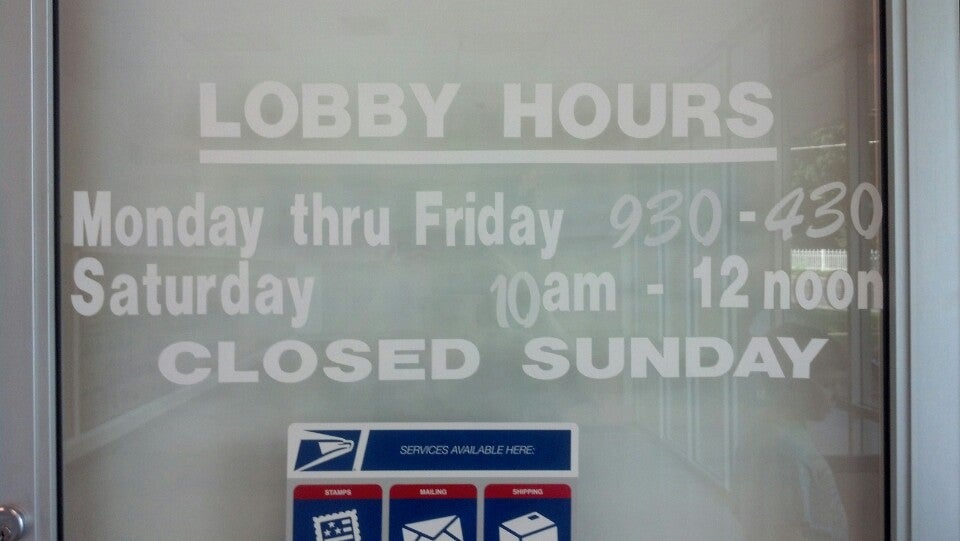 LOBBY HOURS
Monday thru Friday 930 - 430
Saturday 10am - 12 noon
CLOSED SUNDAY
SERVICES AVAILABLE HERE:
STAMPS MAILING SHIPPING